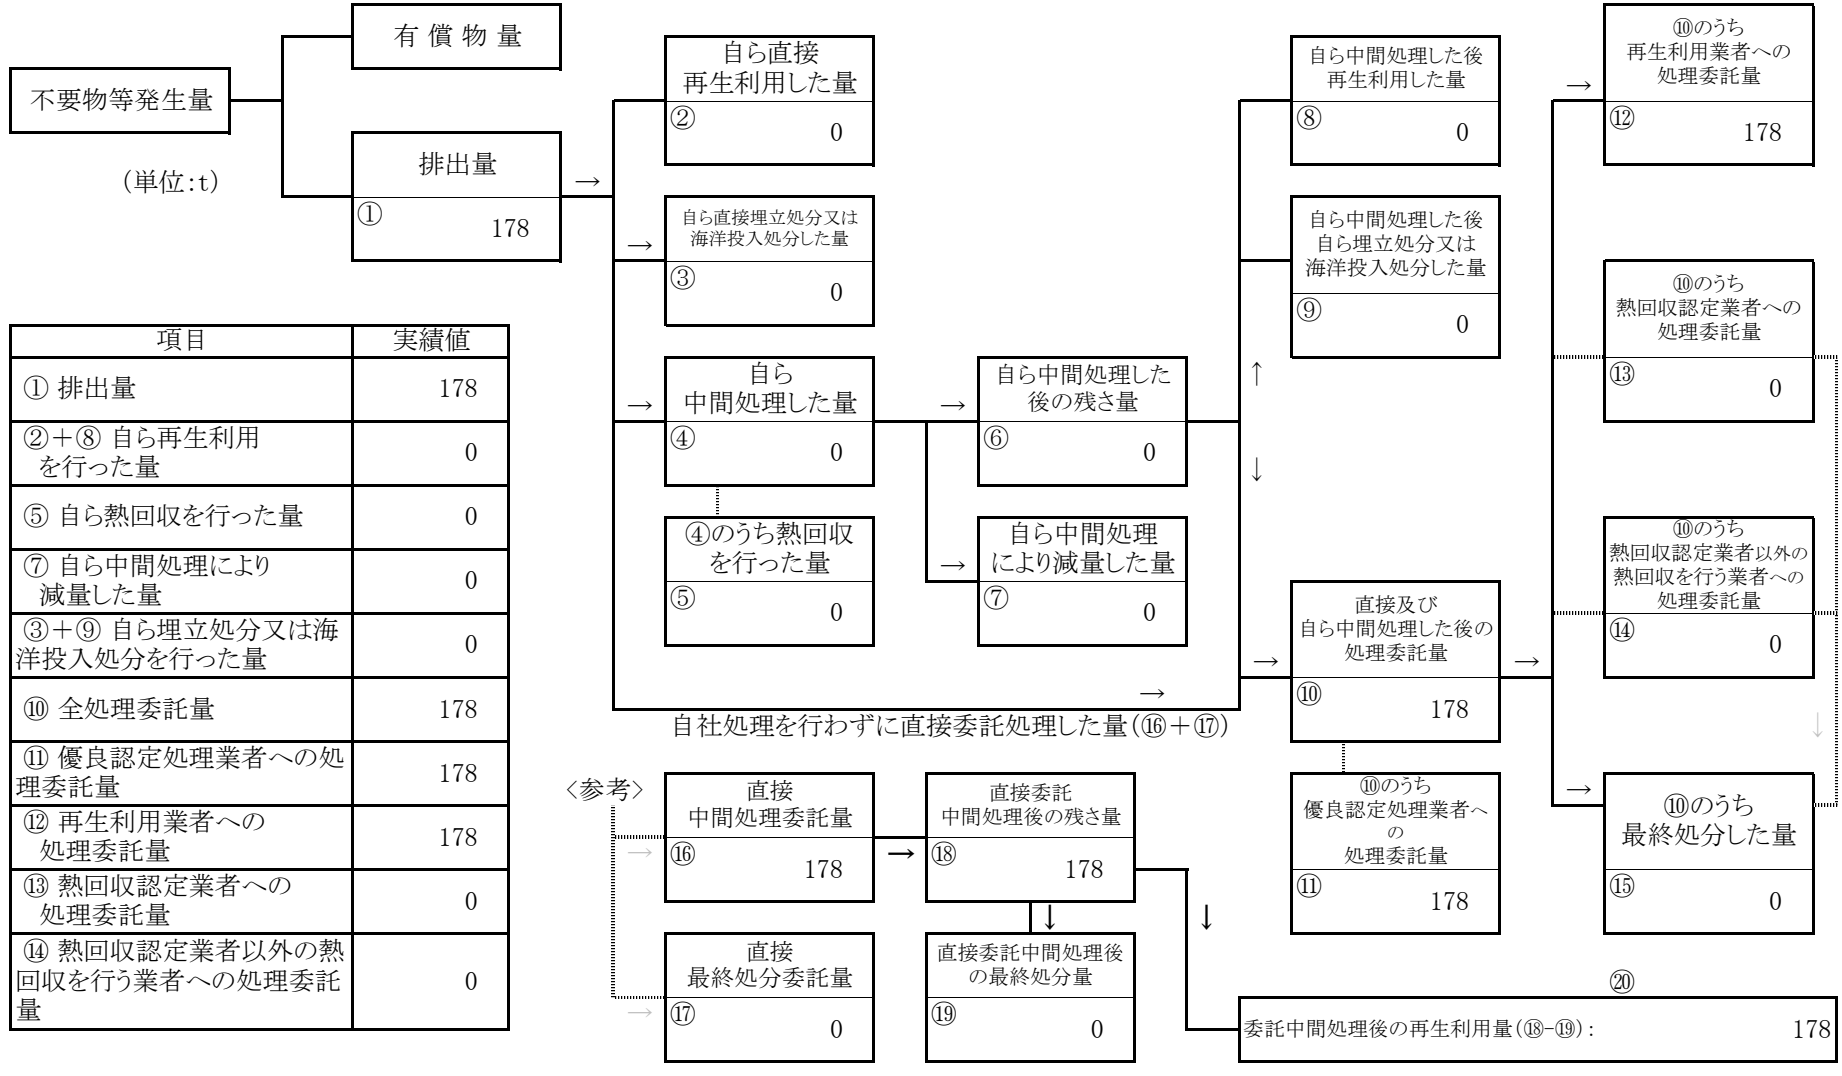 有 償 物 量
不要物等発生量
(単位:t)
排出量
①
178
→
自ら直接
再生利用した量
②
0
→
自ら直接埋立処分又は
海洋投入処分した量
③
0
→
自ら
中間処理した量
④
0
④のうち熱回収
を行った量
⑤
0
→
自ら中間処理した
後の残さ量
⑥
0
→
自ら中間処理
により減量した量
⑦
0
自ら中間処理した後
再生利用した量
⑧
0
自ら中間処理した後
自ら埋立処分又は
海洋投入処分した量
⑨
0
↑
↓
→
自社処理を行わずに直接委託処理した量(⑯+⑰)
→
直接及び
自ら中間処理した後の
処理委託量
⑩
178
⑩のうち
優良認定処理業者へ
の
処理委託量
⑪
178
→
→
⑩のうち
再生利用業者への
処理委託量
⑫
178
⑩のうち
熱回収認定業者への
処理委託量
⑬
0
⑩のうち
熱回収認定業者以外の
熱回収を行う業者への
処理委託量
⑭
0
↓
→
⑩のうち
最終処分した量
⑮
0
項目 実績値
① 排出量 178
②+⑧ 自ら再生利用
を行った量 0
⑤ 自ら熱回収を行った量 0
⑦ 自ら中間処理により
減量した量 0
③+⑨ 自ら埋立処分又は海
洋投入処分を行った量 0
⑩ 全処理委託量 178
⑪ 優良認定処理業者への処
理委託量 178
⑫ 再生利用業者への
処理委託量 178
⑬ 熱回収認定業者への
処理委託量 0
⑭ 熱回収認定業者以外の熱
回収を行う業者への処理委託
量 0
<参考>
→
直接
中間処理委託量
⑯
178
→
直接委託
中間処理後の残さ量
⑱
178
↓
↓
→
直接
最終処分委託量
⑰
0
直接委託中間処理後
の最終処分量
⑲
0
⑳
委託中間処理後の再生利用量(⑱-⑲): 178